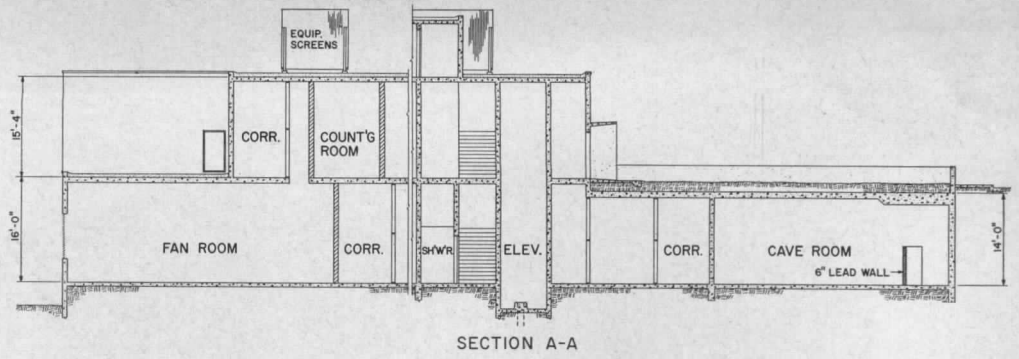 EQUIP.
SCREENS
15'-4"
CORR.
COUNT'G
ROOM
16'-0"
FAN ROOM
CORR.
SH'W'R
ELEV.
CORR.
CAVE ROOM
6" LEAD WALL
14'-0"
SECTION A-A